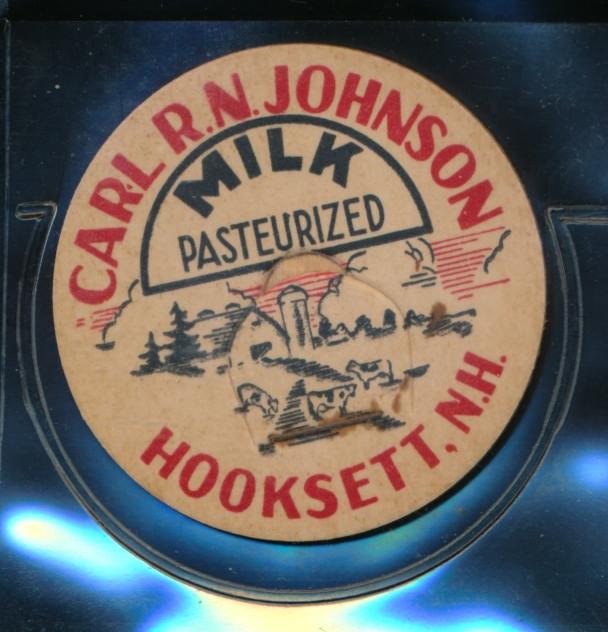 CARL R.N. JOHNSON
MILK
PASTEURIZED
HOOKSETT, N.H.